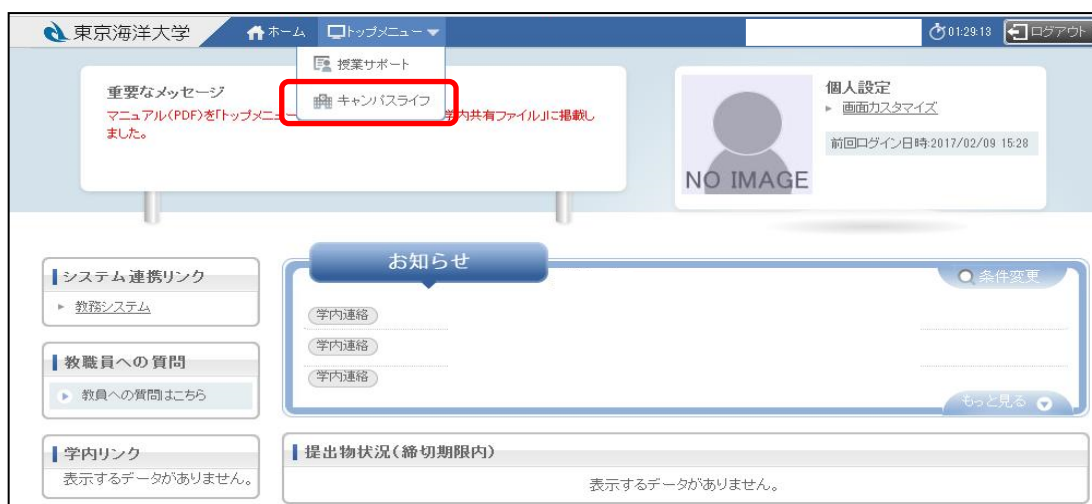 東京海洋大学
ホーム
トップメニュー
01:29:13
ログアウト
授業サポート
キャンパスライフ
重要なメッセージ
マニュアル(PDF)を「トップメニュー
学内共有ファイル」に掲載し
ました。
NO IMAGE
個人設定
画面カスタマイズ
前回ログイン日時:2017/02/09 15:28
システム連携リンク
教務システム
教職員への質問
教員への質問はこちら
学内リンク
表示するデータがありません。
お知らせ
条件変更
学内連絡
学内連絡
学内連絡
もっと見る
提出物状況(締切期限内)
表示するデータがありません。